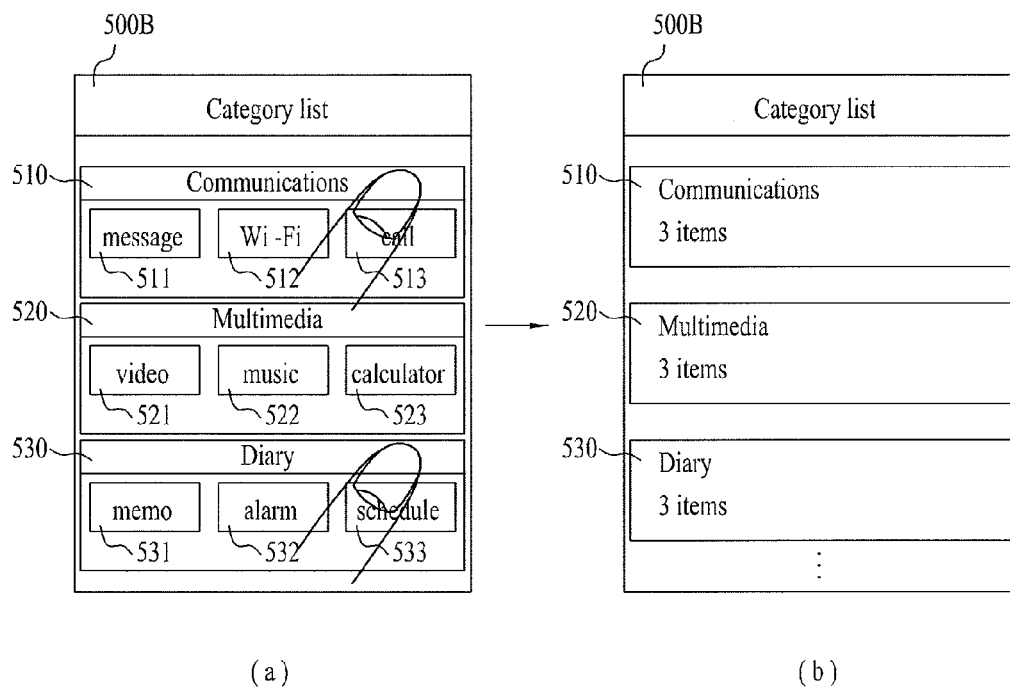 500B
Category list
510
Communications
message Wi -Fi call
511 512 513
520
Multimedia
video music calculator
521 522 523
530
Diary
memo alarm schedule
531 532 533
(a)
500B
Category list
510
Communications
3 items
520
Multimedia
3 items
530
Diary
3 items
(b)